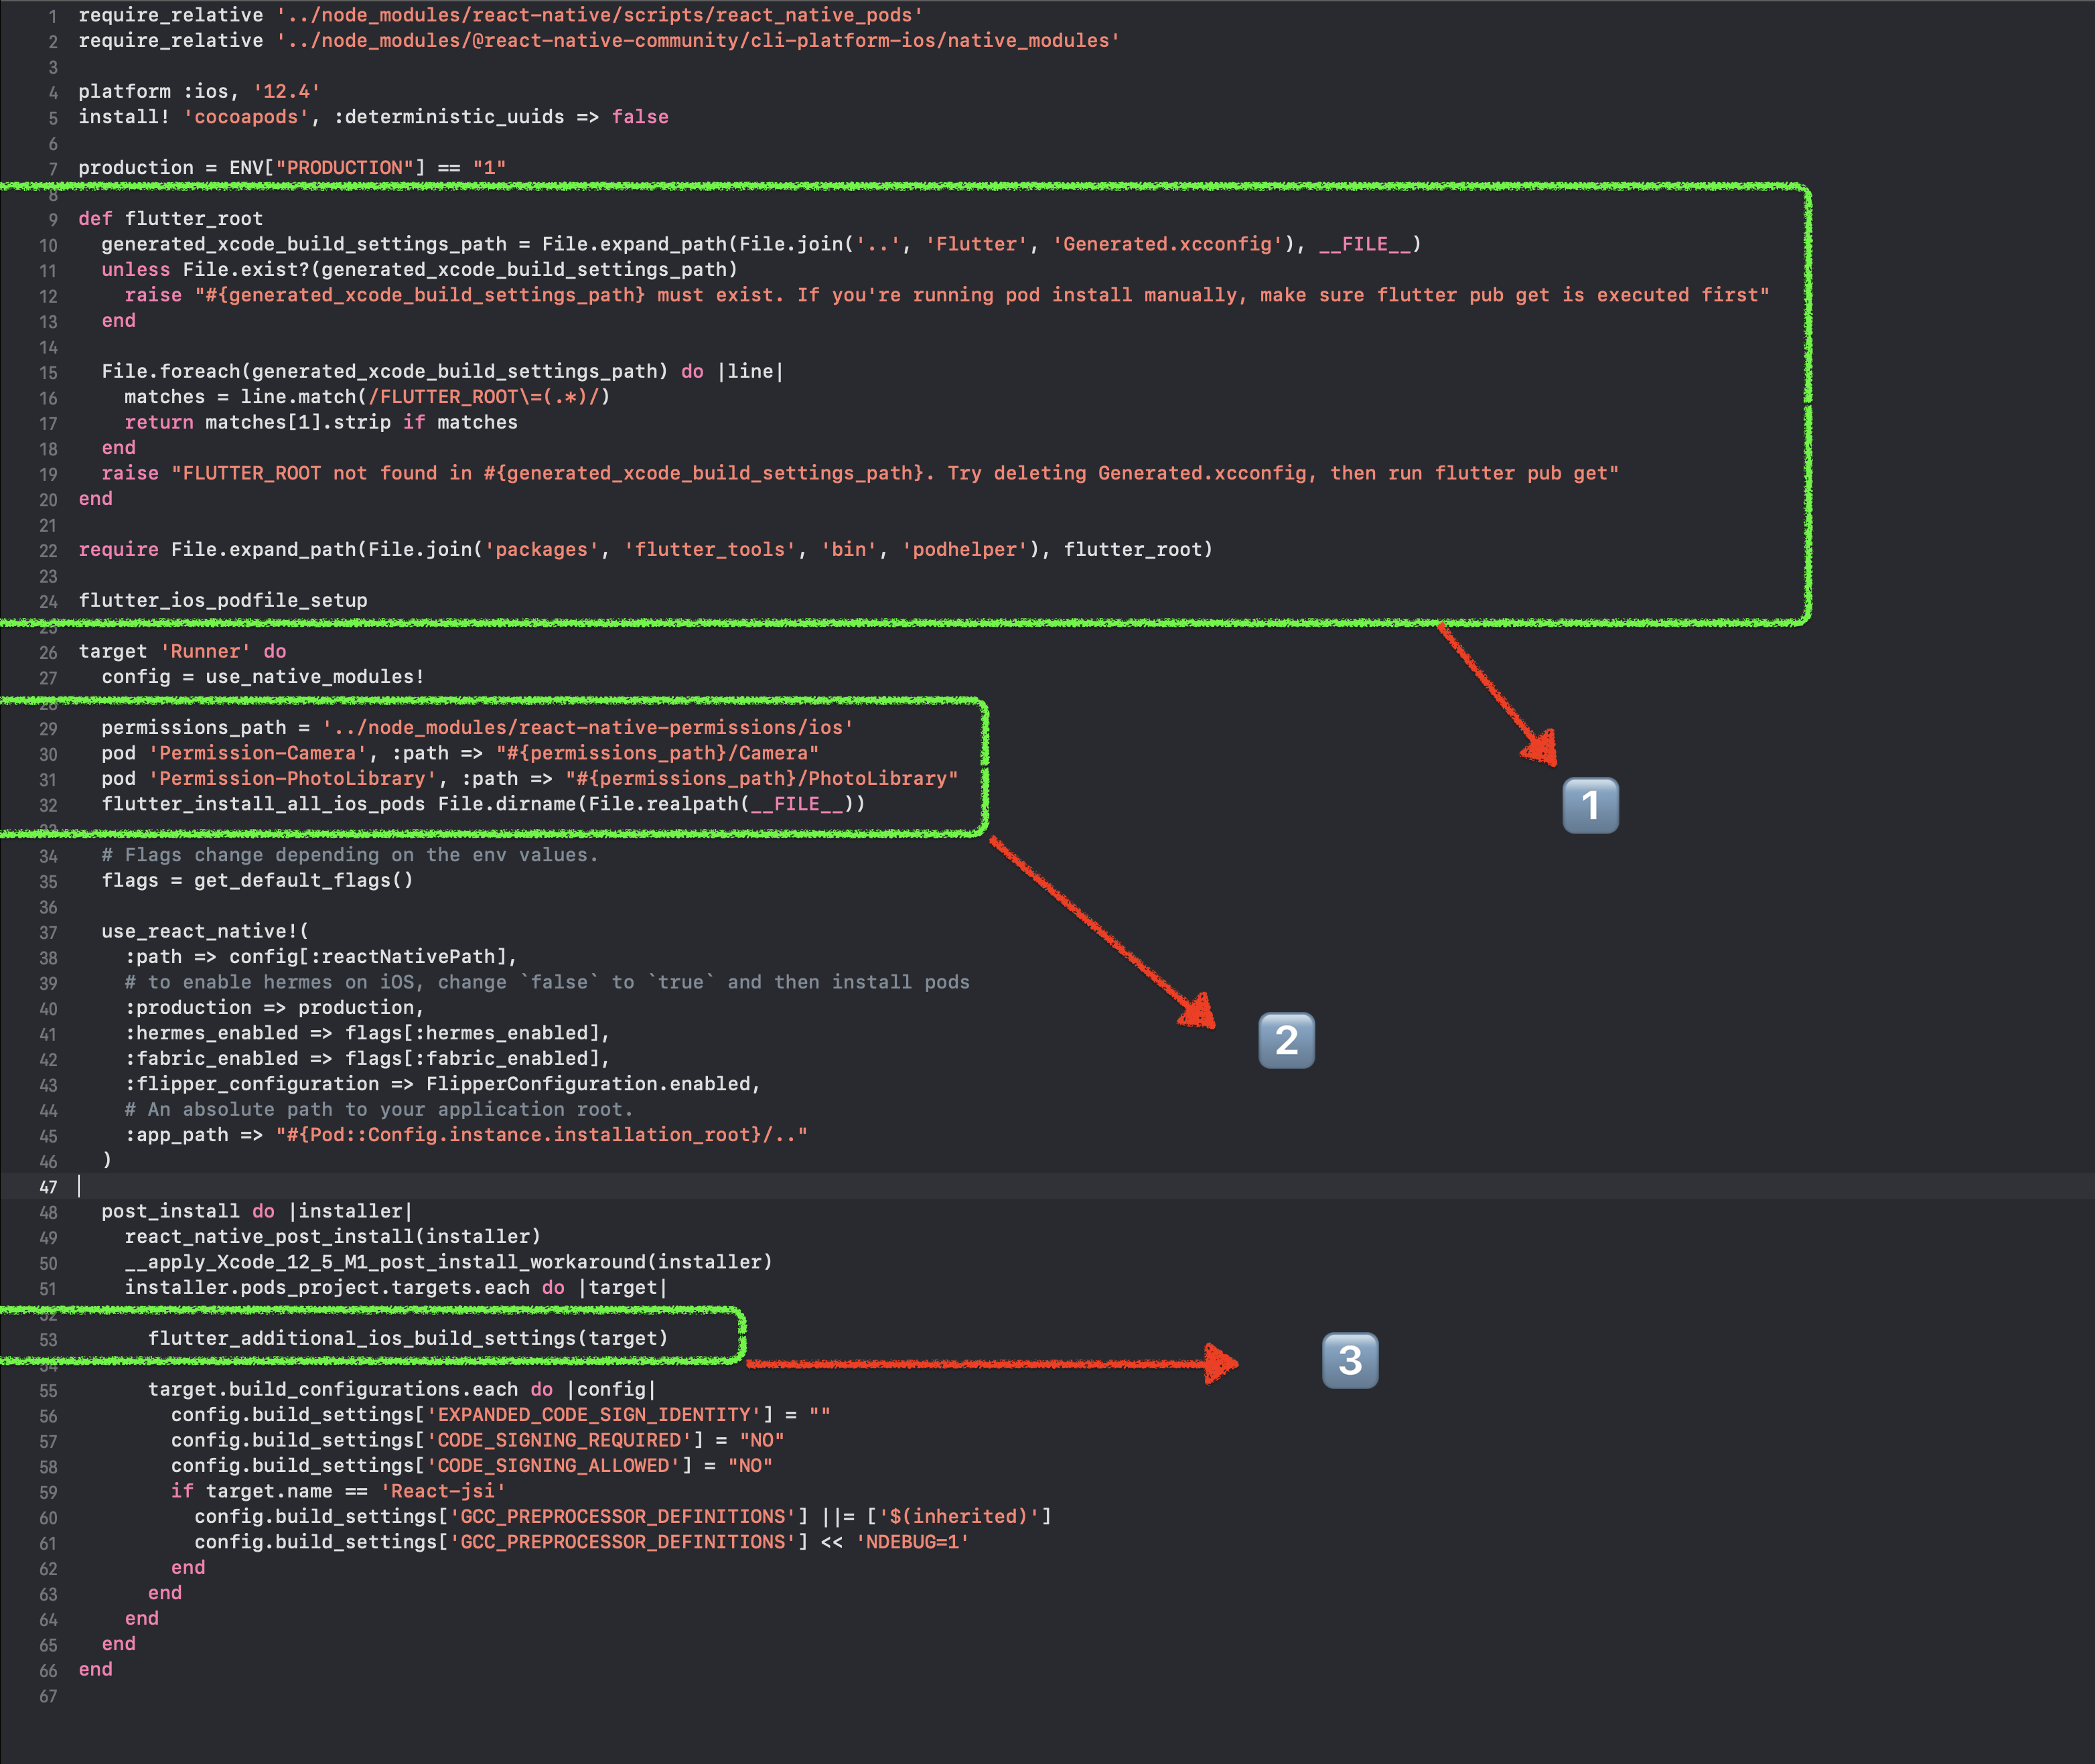 1 require_relative '../node_modules/react-native/scripts/react_native_pods'
2 require_relative '../node_modules/@react-native-community/cli-platform-ios/native_modules'
3
4 platform :ios, '12.4'
5 install! 'cocoapods', :deterministic_uuids => false
6
7 production = ENV["PRODUCTION"] == "1"
8
9 def flutter_root
10   generated_xcode_build_settings_path = File.expand_path(File.join('..', 'Flutter', 'Generated.xcconfig'), __FILE__)
11   unless File.exist?(generated_xcode_build_settings_path)
12     raise "#{generated_xcode_build_settings_path} must exist. If you're running pod install manually, make sure flutter pub get is executed first"
13   end
14
15   File.foreach(generated_xcode_build_settings_path) do |line|
16     matches = line.match(/FLUTTER_ROOT\=(.*)/)
17     return matches[1].strip if matches
18   end
19   raise "FLUTTER_ROOT not found in #{generated_xcode_build_settings_path}. Try deleting Generated.xcconfig, then run flutter pub get"
20 end
21
22 require File.expand_path(File.join('packages', 'flutter_tools', 'bin', 'podhelper'), flutter_root)
23
24 flutter_ios_podfile_setup
25
26 target 'Runner' do
27   config = use_native_modules!
28
29   permissions_path = '../node_modules/react-native-permissions/ios'
30   pod 'Permission-Camera', :path => "#{permissions_path}/Camera"
31   pod 'Permission-PhotoLibrary', :path => "#{permissions_path}/PhotoLibrary"
1
32   flutter_install_all_ios_pods File.dirname(File.realpath(__FILE__))
33
34   # Flags change depending on the env values.
35   flags = get_default_flags()
36
37   use_react_native!(
38     :path => config[:reactNativePath],
39     # to enable hermes on iOS, change `false` to `true` and then install pods
40     :production => production,
41     :hermes_enabled => flags[:hermes_enabled],
2
42     :fabric_enabled => flags[:fabric_enabled],
43     :flipper_configuration => FlipperConfiguration.enabled,
44     # An absolute path to your application root.
45     :app_path => "#{Pod::Config.instance.installation_root}/.."
46   )
47
48   post_install do |installer|
49     react_native_post_install(installer)
50     __apply_Xcode_12_5_M1_post_install_workaround(installer)
51     installer.pods_project.targets.each do |target|
52
53       flutter_additional_ios_build_settings(target)
3
54
55       target.build_configurations.each do |config|
56         config.build_settings['EXPANDED_CODE_SIGN_IDENTITY'] = ""
57         config.build_settings['CODE_SIGNING_REQUIRED'] = "NO"
58         config.build_settings['CODE_SIGNING_ALLOWED'] = "NO"
59         if target.name == 'React-jsi'
60           config.build_settings['GCC_PREPROCESSOR_DEFINITIONS'] ||= ['$(inherited)']
61           config.build_settings['GCC_PREPROCESSOR_DEFINITIONS'] << 'NDEBUG=1'
62         end
63       end
64     end
65   end
66 end
67